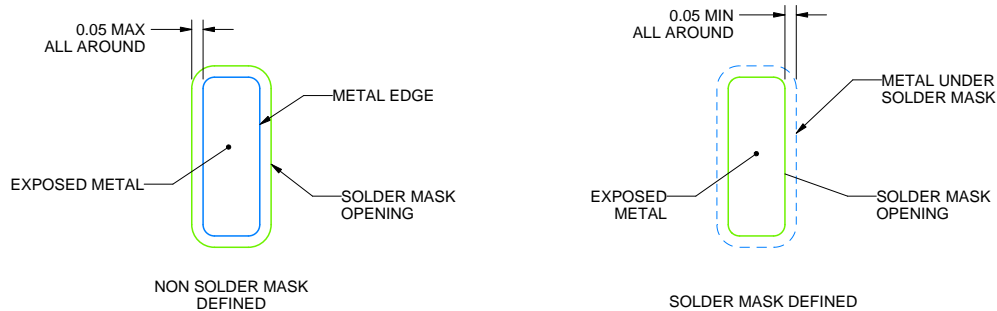 0.05 MAX
ALL AROUND
METAL EDGE
EXPOSED METAL
SOLDER MASK
OPENING
NON SOLDER MASK
DEFINED
0.05 MIN
ALL AROUND
METAL UNDER
SOLDER MASK
EXPOSED
METAL
SOLDER MASK
OPENING
SOLDER MASK DEFINED